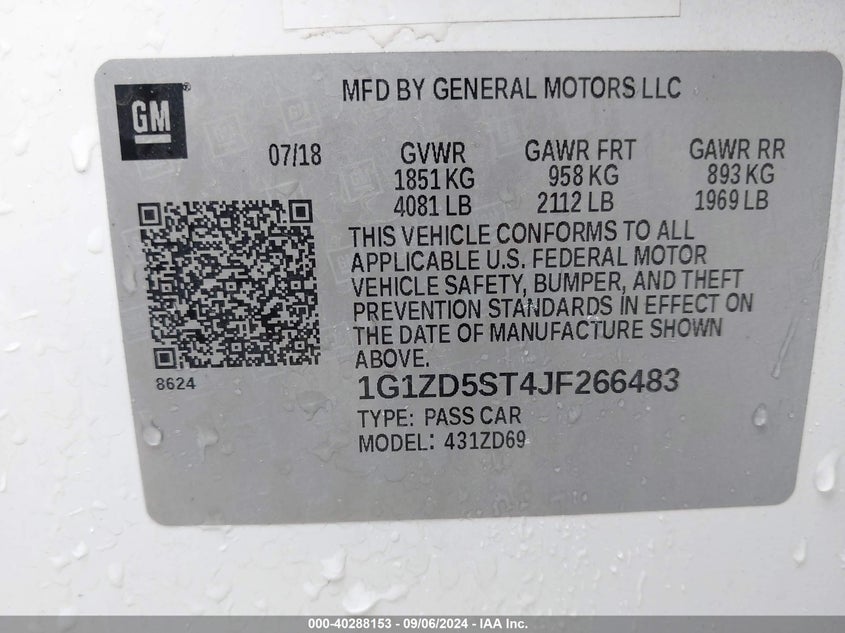 MFD BY GENERAL MOTORS LLC
GM®
07/18 GVWR GAWR FRT GAWR RR
1851 KG 958 KG 893 KG
4081 LB 2112 LB 1969 LB
THIS VEHICLE CONFORMS TO ALL
APPLICABLE U.S. FEDERAL MOTOR
VEHICLE SAFETY, BUMPER, AND THEFT
PREVENTION STANDARDS IN EFFECT ON
THE DATE OF MANUFACTURE SHOWN
ABOVE.
8624
1G1ZD5ST4JF266483
TYPE: PASS CAR
MODEL: 431ZD69
000-40288153 - 09/06/2024 - IAA Inc.